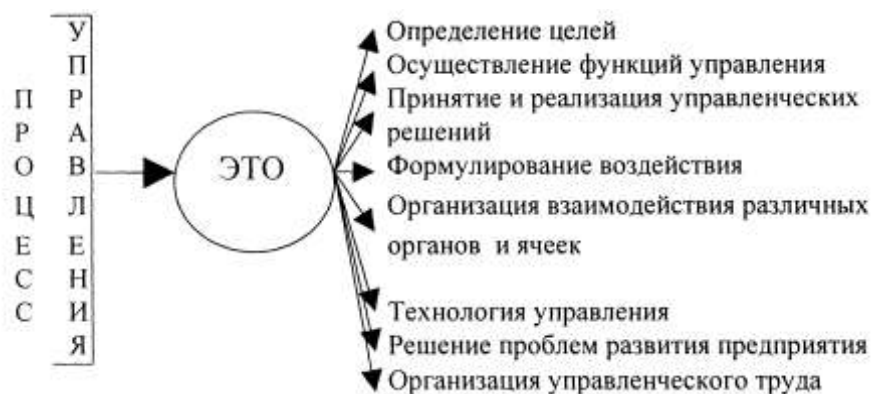 ПРОЦЕСС
УПРАВЛЕНИЯ
ЭТО
Определение целей
Осуществление функций управления
Принятие и реализация управленческих
решений
Формулирование воздействия
Организация взаимодействия различных
органов и ячеек
Технология управления
Решение проблем развития предприятия
Организация управленческого труда